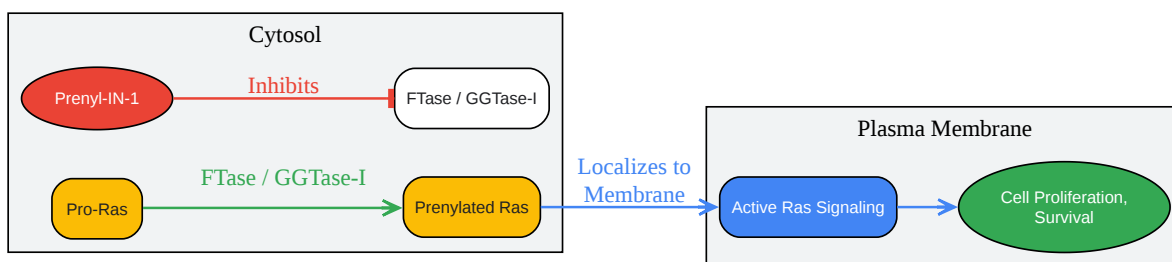 Cytosol
Inhibits
Prenyl-IN-1
FTase / GGTase-I
FTase / GGTase-I
Pro-Ras
Prenylated Ras
Localizes to
Membrane
Plasma Membrane
Active Ras Signaling
Cell Proliferation,
Survival